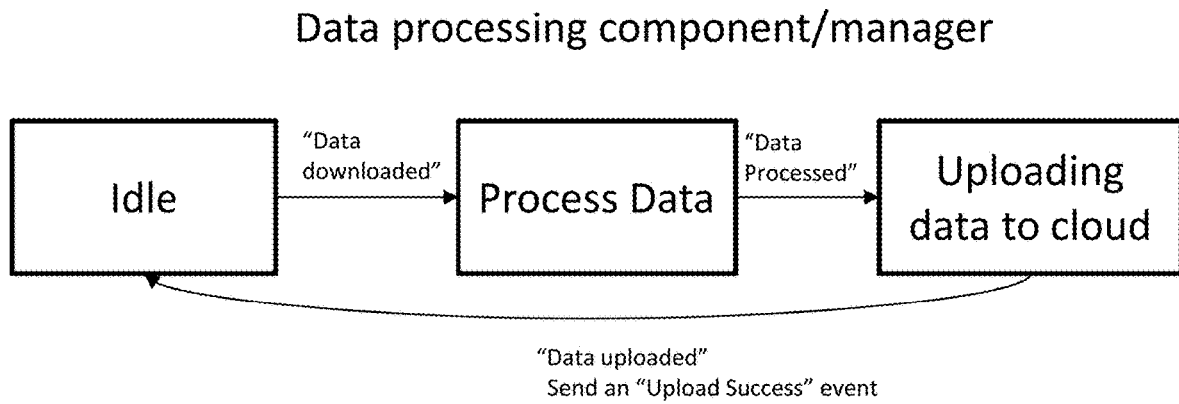 Data processing component/manager
Idle
“Data
downloaded”
Process Data
“Data
Processed”
Uploading
data to cloud
“Data uploaded”
Send an “Upload Success” event